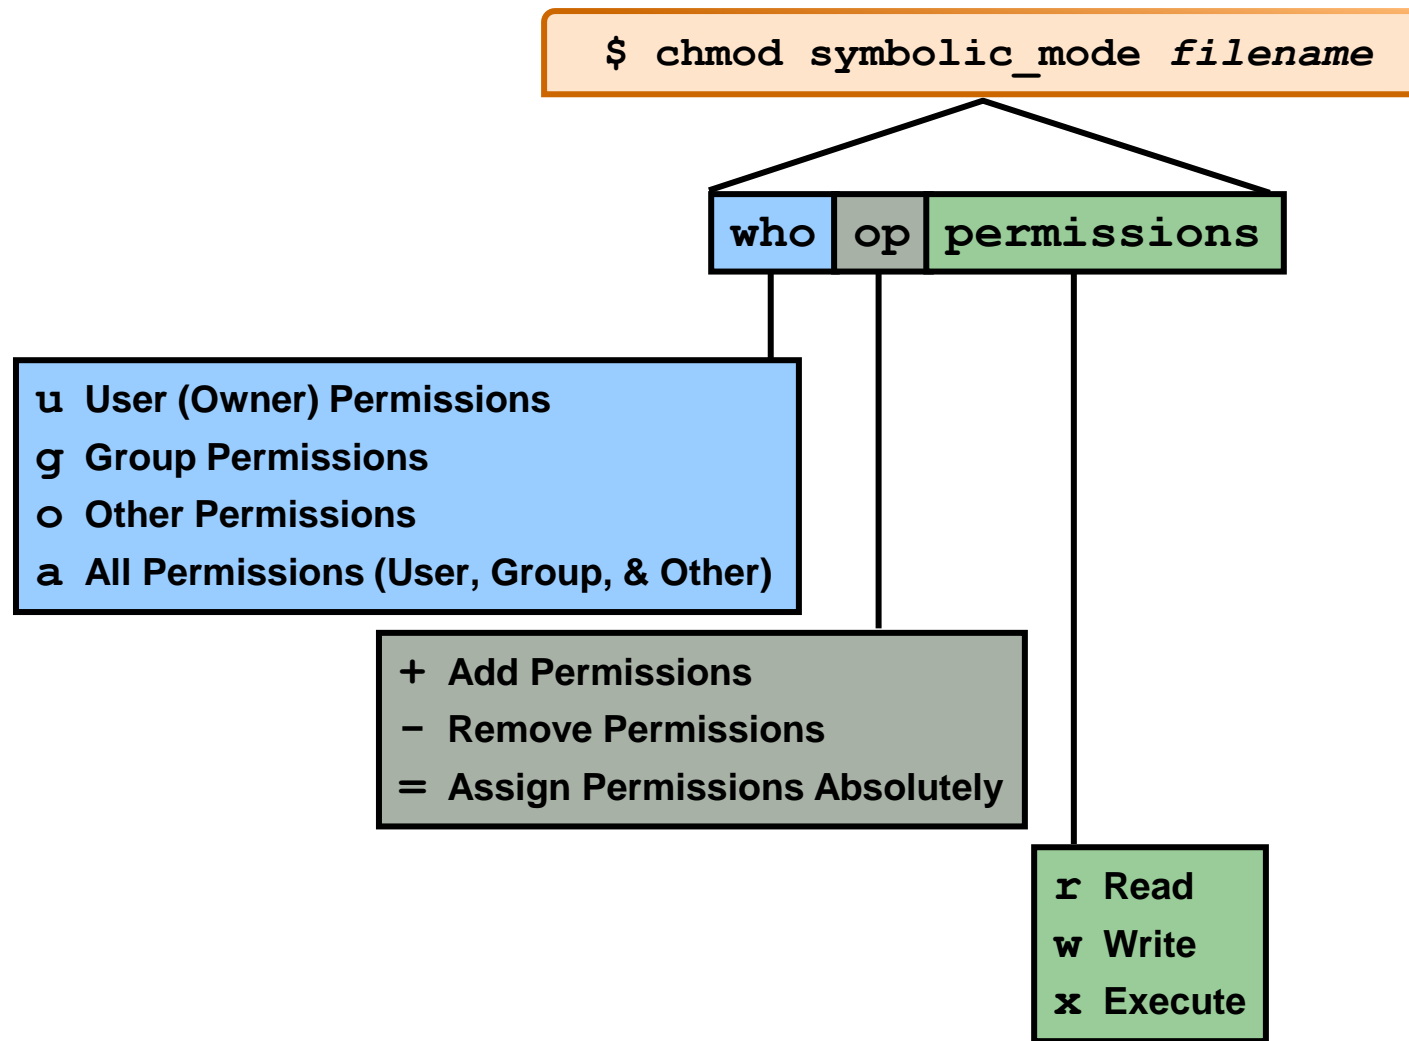 $ chmod symbolic_mode filename
who op permissions
u User (Owner) Permissions
g Group Permissions
o Other Permissions
a All Permissions (User, Group, & Other)
+ Add Permissions
- Remove Permissions
= Assign Permissions Absolutely
r Read
w Write
x Execute